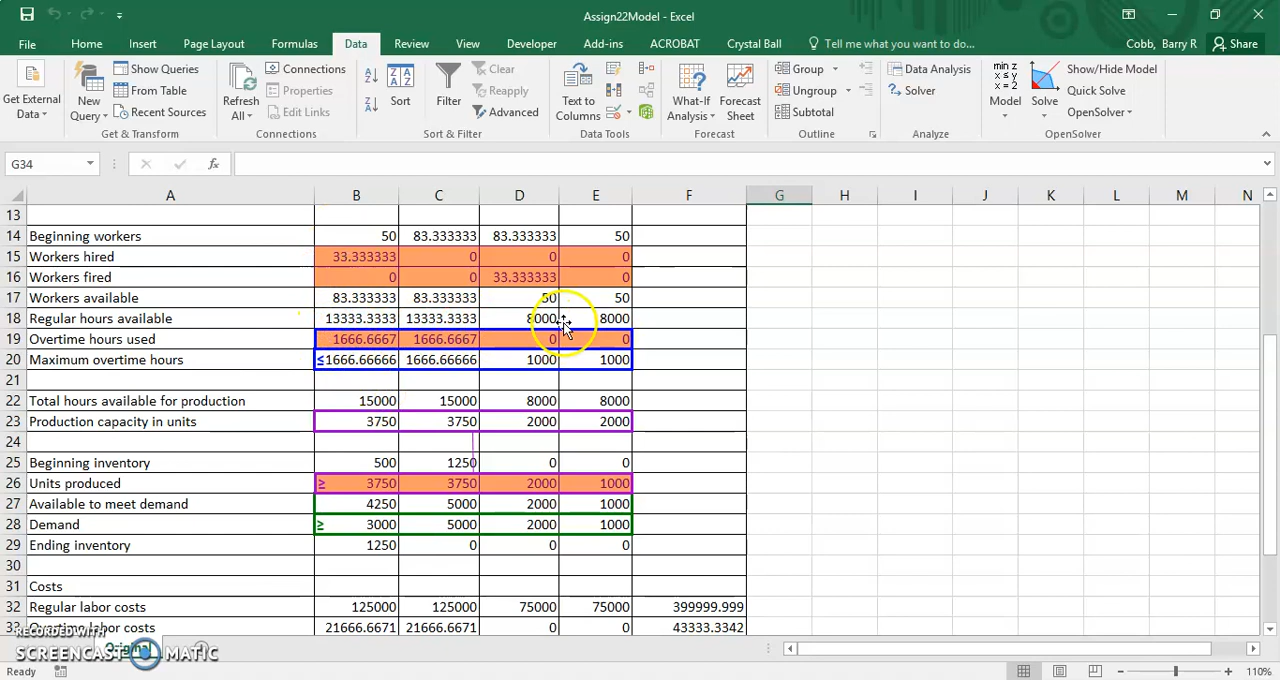 Assign22Model - Excel
File Home Insert Page Layout Formulas Data Review View Developer Add-ins ACROBAT Crystal Ball Tell me what you want to do... Cobb, Barry R Share
Get External Data
New Query
Show Queries
From Table
Recent Sources
Get & Transform
Refresh All
Connections
Properties
Edit Links
Connections
Sort
Filter
Clear
Reapply
Advanced
Sort & Filter
Text to Columns
Data Tools
What-If Analysis
Forecast Sheet
Forecast
Group
Ungroup
Subtotal
Outline
Data Analysis
Solver
Analyze
min z
s.t.
x ≤ y
Model
Solve
Show/Hide Model
Quick Solve
OpenSolver
OpenSolver
G34 fx
A B C D E F G H I J K L M N
13
14 Beginning workers 50 83.333333 83.333333 50
15 Workers hired 33.333333 0 0 0
16 Workers fired 0 0 33.333333 0
17 Workers available 83.333333 83.333333 50 50
18 Regular hours available 13333.3333 13333.3333 8000 8000
19 Overtime hours used 1666.6667 1666.6667 0 0
20 Maximum overtime hours ≤1666.66666 1666.66666 1000 1000
21
22 Total hours available for production 15000 15000 8000 8000
23 Production capacity in units 3750 3750 2000 2000
24
25 Beginning inventory 500 1250 0 0
26 Units produced ≥ 3750 3750 2000 1000
27 Available to meet demand 4250 5000 2000 1000
28 Demand ≥ 3000 5000 2000 1000
29 Ending inventory 1250 0 0 0
30
31 Costs
32 Regular labor costs 125000 125000 75000 75000 399999.999
33 Overtime labor costs 21666.6671 21666.6671 0 0 43333.3342
RECORDED WITH
SCREENCAST MATIC
Original
Ready 110%